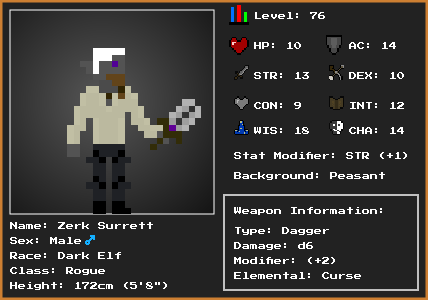 Level: 76
HP: 10
AC: 14
STR: 13
DEX: 10
CON: 9
INT: 12
WIS: 18
CHA: 14
Stat Modifier: STR (+1)
Background: Peasant
Weapon Information:
Type: Dagger
Damage: d6
Modifier: (+2)
Elemental: Curse
Name: Zerk Surrett
Sex: Male♂
Race: Dark Elf
Class: Rogue
Height: 172cm (5'8")